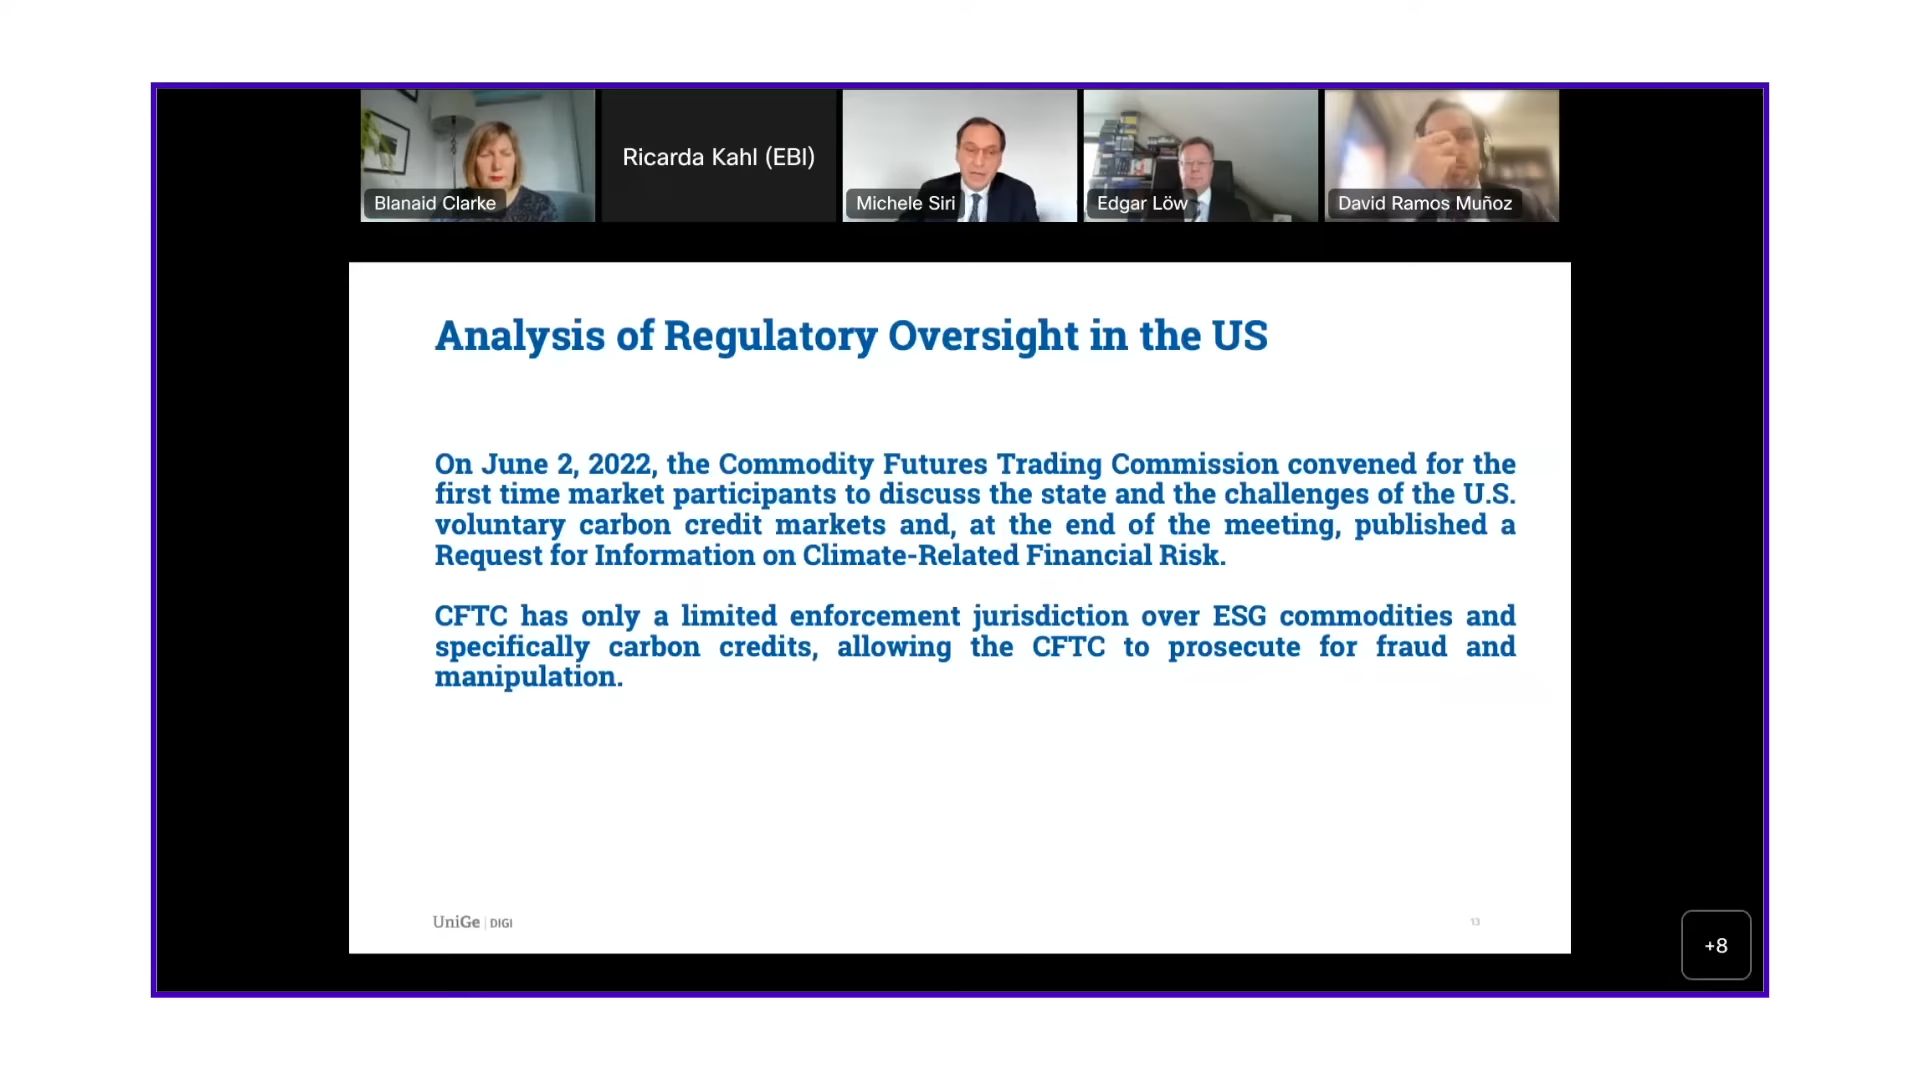 Blanaid Clarke
Ricarda Kahl (EBI)
Michele Siri
Edgar Löw
David Ramos Muñoz
Analysis of Regulatory Oversight in the US
On June 2, 2022, the Commodity Futures Trading Commission convened for the
first time market participants to discuss the state and the challenges of the U.S.
voluntary carbon credit markets and, at the end of the meeting, published a
Request for Information on Climate-Related Financial Risk.
CFTC has only a limited enforcement jurisdiction over ESG commodities and
specifically carbon credits, allowing the CFTC to prosecute for fraud and
manipulation.
UniGe | DIGI
13
+8